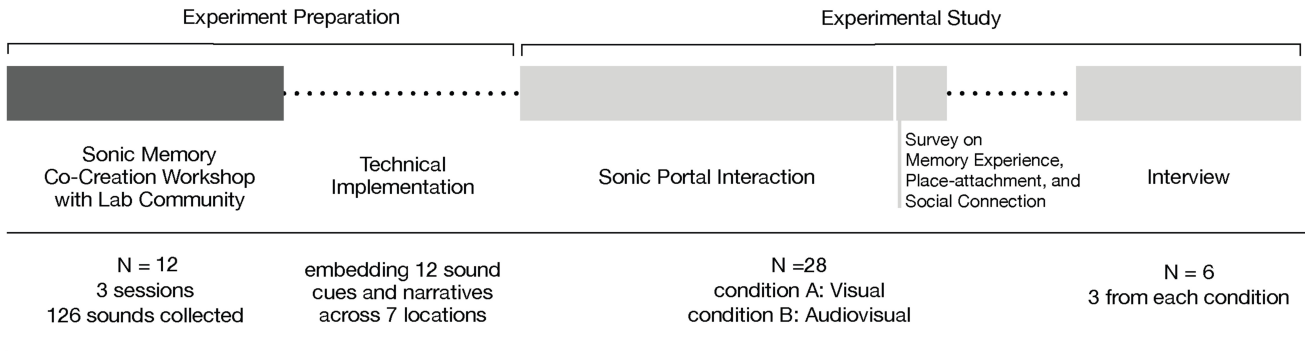 Experiment Preparation
Experimental Study
Sonic Memory
Co-Creation Workshop
with Lab Community
Technical
Implementation
Sonic Portal Interaction
Survey on
Memory Experience,
Place-attachment, and
Social Connection
Interview
N = 12
3 sessions
126 sounds collected
embedding 12 sound
cues and narratives
across 7 locations
N =28
condition A: Visual
condition B: Audiovisual
N = 6
3 from each condition